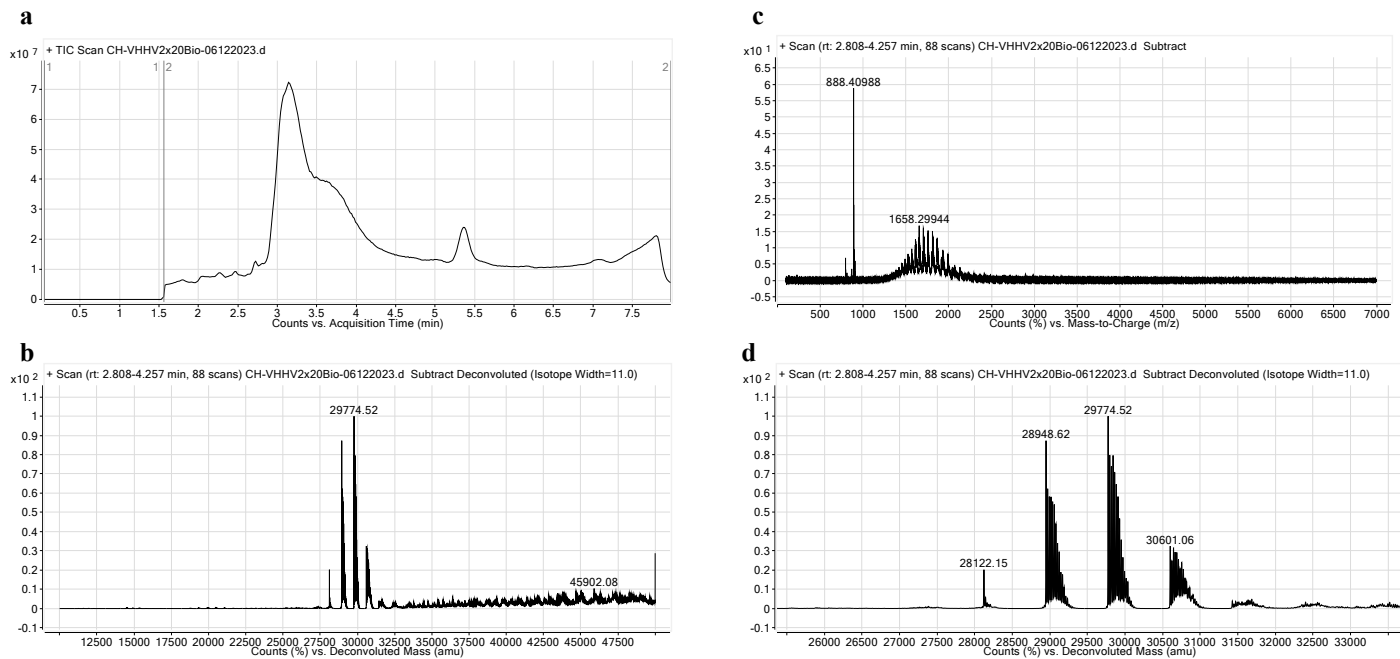 a
+ TIC Scan CH-VHHV2x20Bio-06122023.d
x10 7
1 1 2 2
7
6
5
4
3
2
1
0
0.5 1 1.5 2 2.5 3 3.5 4 4.5 5 5.5 6 6.5 7 7.5
Counts vs. Acquisition Time (min)
b
+ Scan (rt: 2.808-4.257 min, 88 scans) CH-VHHV2x20Bio-06122023.d Subtract Deconvoluted (Isotope Width=11.0)
x10 2
1.1
1
0.9
0.8
0.7
0.6
0.5
0.4
0.3
0.2
0.1
0
-0.1
29774.52
45902.08
12500 15000 17500 20000 22500 25000 27500 30000 32500 35000 37500 40000 42500 45000 47500
Counts (%) vs. Deconvoluted Mass (amu)
c
+ Scan (rt: 2.808-4.257 min, 88 scans) CH-VHHV2x20Bio-06122023.d Subtract
x10 1
6.5
6
5.5
5
4.5
4
3.5
3
2.5
2
1.5
1
0.5
0
-0.5
888.40988
1658.29944
500 1000 1500 2000 2500 3000 3500 4000 4500 5000 5500 6000 6500 7000
Counts (%) vs. Mass-to-Charge (m/z)
d
+ Scan (rt: 2.808-4.257 min, 88 scans) CH-VHHV2x20Bio-06122023.d Subtract Deconvoluted (Isotope Width=11.0)
x10 2
1.1
1
0.9
0.8
0.7
0.6
0.5
0.4
0.3
0.2
0.1
0
-0.1
29774.52
28948.62
30601.06
28122.15
26000 26500 27000 27500 28000 28500 29000 29500 30000 30500 31000 31500 32000 32500 33000
Counts (%) vs. Deconvoluted Mass (amu)